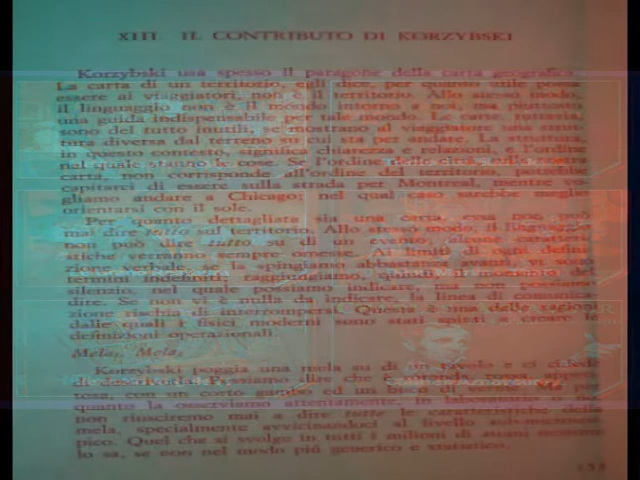 XIII IL CONTRIBUTO DI KORZYBSKI
Korzybski usa spesso il paragone della carta geografica.
La carta di un territorio, egli dice, per quanto utile possa
essere ai viaggiatori, non è il territorio. Allo stesso modo,
il linguaggio non è il mondo intorno a noi, ma piuttosto
una guida indispensabile per tale mondo. Le carte, tuttavia,
sono del tutto inutili, se mostrano al viaggiatore una strut-
tura diversa dal terreno su cui sta per andare. La struttura,
in questo contesto, significa chiarezza e relazioni, e l'ordine
nel quale stanno le cose. Se l'ordine delle città, sulla nostra
carta, non corrisponde all'ordine del territorio, potrebbe
capitarci di essere sulla strada per Montreal, mentre vo-
gliamo andare a Chicago; nel qual caso sarebbe meglio
orientarsi con il sole.
Per quanto dettagliata sia una carta, essa non può
mai dire tutto sul territorio. Allo stesso modo, il linguaggio
non può dire tutto su di un evento, alcune caratteri-
stiche verranno sempre omesse. Ai limiti di ogni defini-
zione verbale, se la spingiamo abbastanza avanti, vi sono
termini indefiniti; raggiungiamo, quindi, il momento del
silenzio, nel quale possiamo indicare, ma non possiamo
dire. Se non vi è nulla da indicare, la linea di comunica-
zione rischia di interrompersi. Questa è una delle ragioni
dalle quali i fisici moderni sono stati spinti a creare le
definizioni operazionali.
Mela, Mela,
Korzybski poggia una mela su di un tavolo e ci chiede
di descriverla. Possiamo dire che è rotonda, rossa, appeti-
tosa, con un corto gambo ed un bico di verme. Ma per
quanto la osserviamo attentamente, in
non riusciremo mai a dire tutte le caratteristiche della
mela, specialmente avvicinandoci al livello sub-microsco-
pico. Quel che si svolge in tutti i milioni di atomi nessuno
lo sa, se non nel modo più generico e statistico.